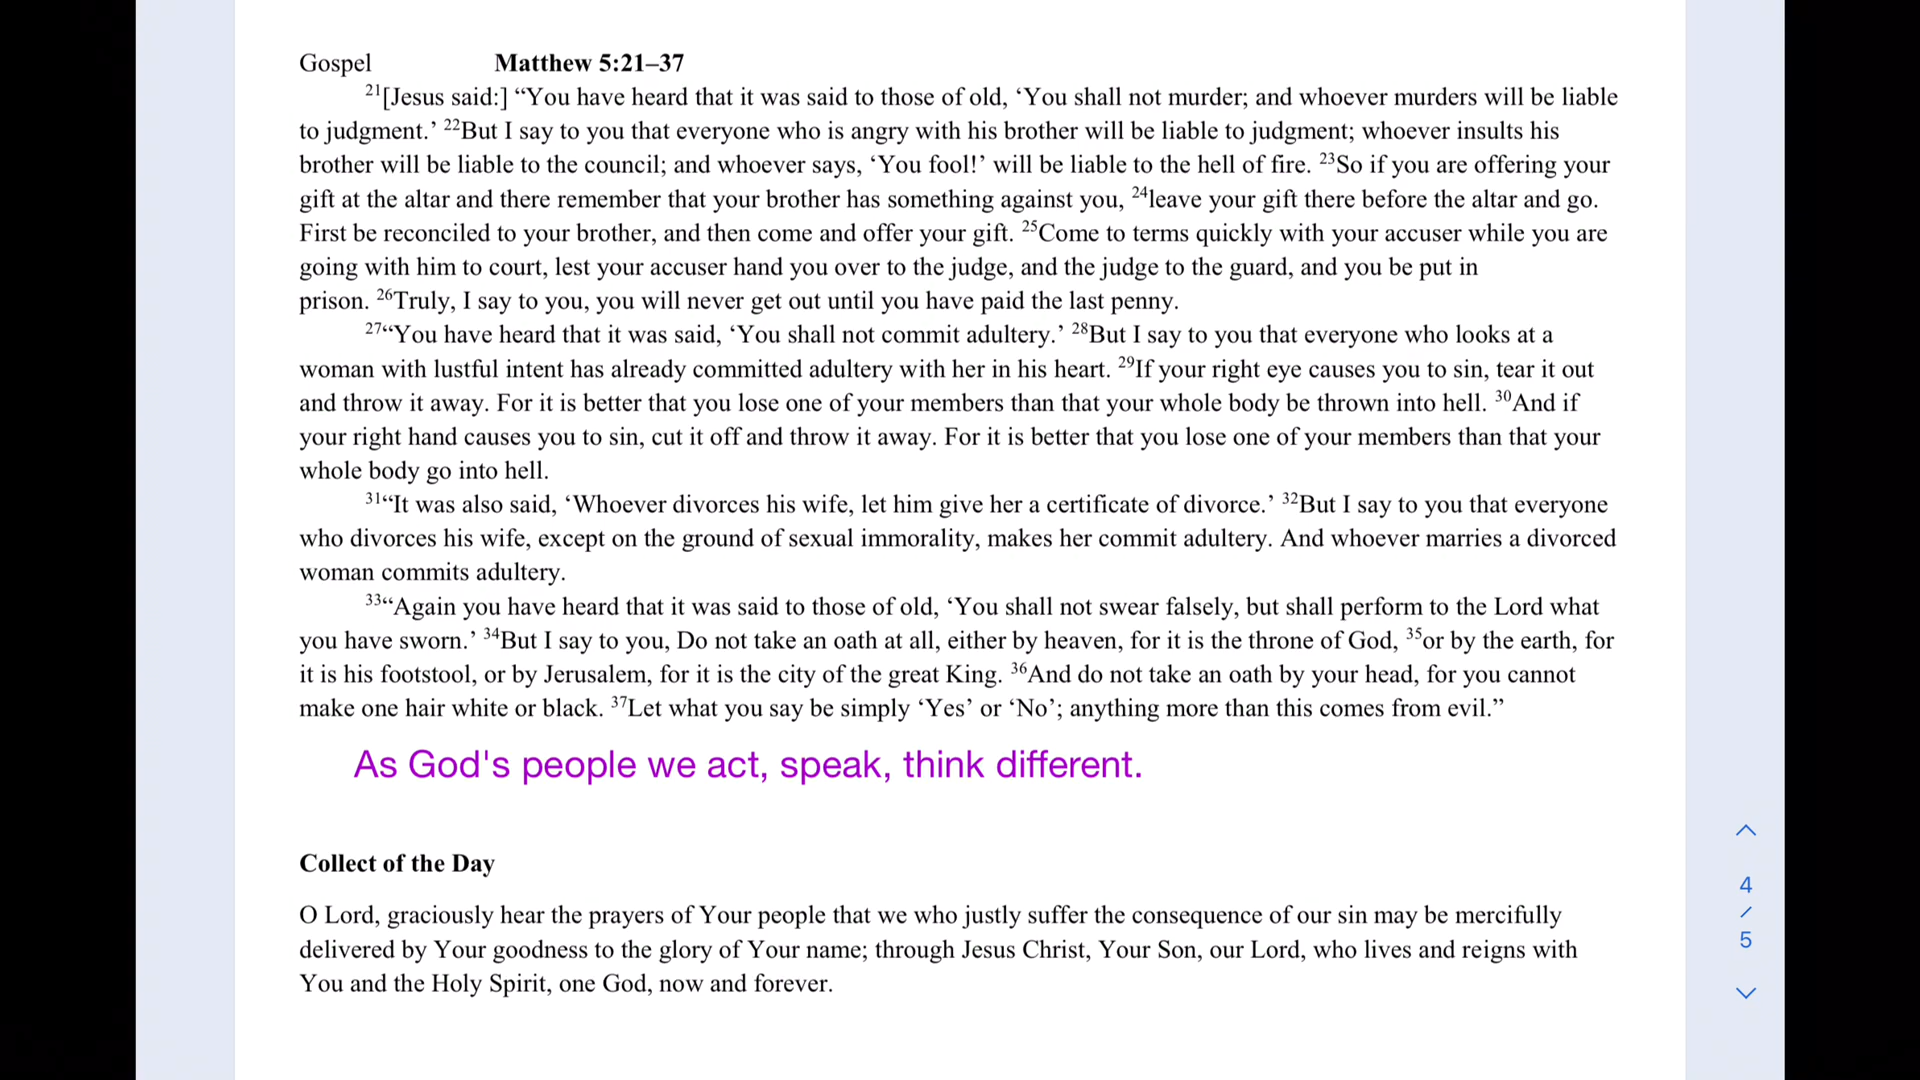 Gospel Matthew 5:21–37
21[Jesus said:] “You have heard that it was said to those of old, ‘You shall not murder; and whoever murders will be liable
to judgment.’ 22But I say to you that everyone who is angry with his brother will be liable to judgment; whoever insults his
brother will be liable to the council; and whoever says, ‘You fool!’ will be liable to the hell of fire. 23So if you are offering your
gift at the altar and there remember that your brother has something against you, 24leave your gift there before the altar and go.
First be reconciled to your brother, and then come and offer your gift. 25Come to terms quickly with your accuser while you are
going with him to court, lest your accuser hand you over to the judge, and the judge to the guard, and you be put in
prison. 26Truly, I say to you, you will never get out until you have paid the last penny.
27“You have heard that it was said, ‘You shall not commit adultery.’ 28But I say to you that everyone who looks at a
woman with lustful intent has already committed adultery with her in his heart. 29If your right eye causes you to sin, tear it out
and throw it away. For it is better that you lose one of your members than that your whole body be thrown into hell. 30And if
your right hand causes you to sin, cut it off and throw it away. For it is better that you lose one of your members than that your
whole body go into hell.
31“It was also said, ‘Whoever divorces his wife, let him give her a certificate of divorce.’ 32But I say to you that everyone
who divorces his wife, except on the ground of sexual immorality, makes her commit adultery. And whoever marries a divorced
woman commits adultery.
33“Again you have heard that it was said to those of old, ‘You shall not swear falsely, but shall perform to the Lord what
you have sworn.’ 34But I say to you, Do not take an oath at all, either by heaven, for it is the throne of God, 35or by the earth, for
it is his footstool, or by Jerusalem, for it is the city of the great King. 36And do not take an oath by your head, for you cannot
make one hair white or black. 37Let what you say be simply ‘Yes’ or ‘No’; anything more than this comes from evil.”
As God's people we act, speak, think different.
Collect of the Day
O Lord, graciously hear the prayers of Your people that we who justly suffer the consequence of our sin may be mercifully
delivered by Your goodness to the glory of Your name; through Jesus Christ, Your Son, our Lord, who lives and reigns with
You and the Holy Spirit, one God, now and forever.
4
/
5